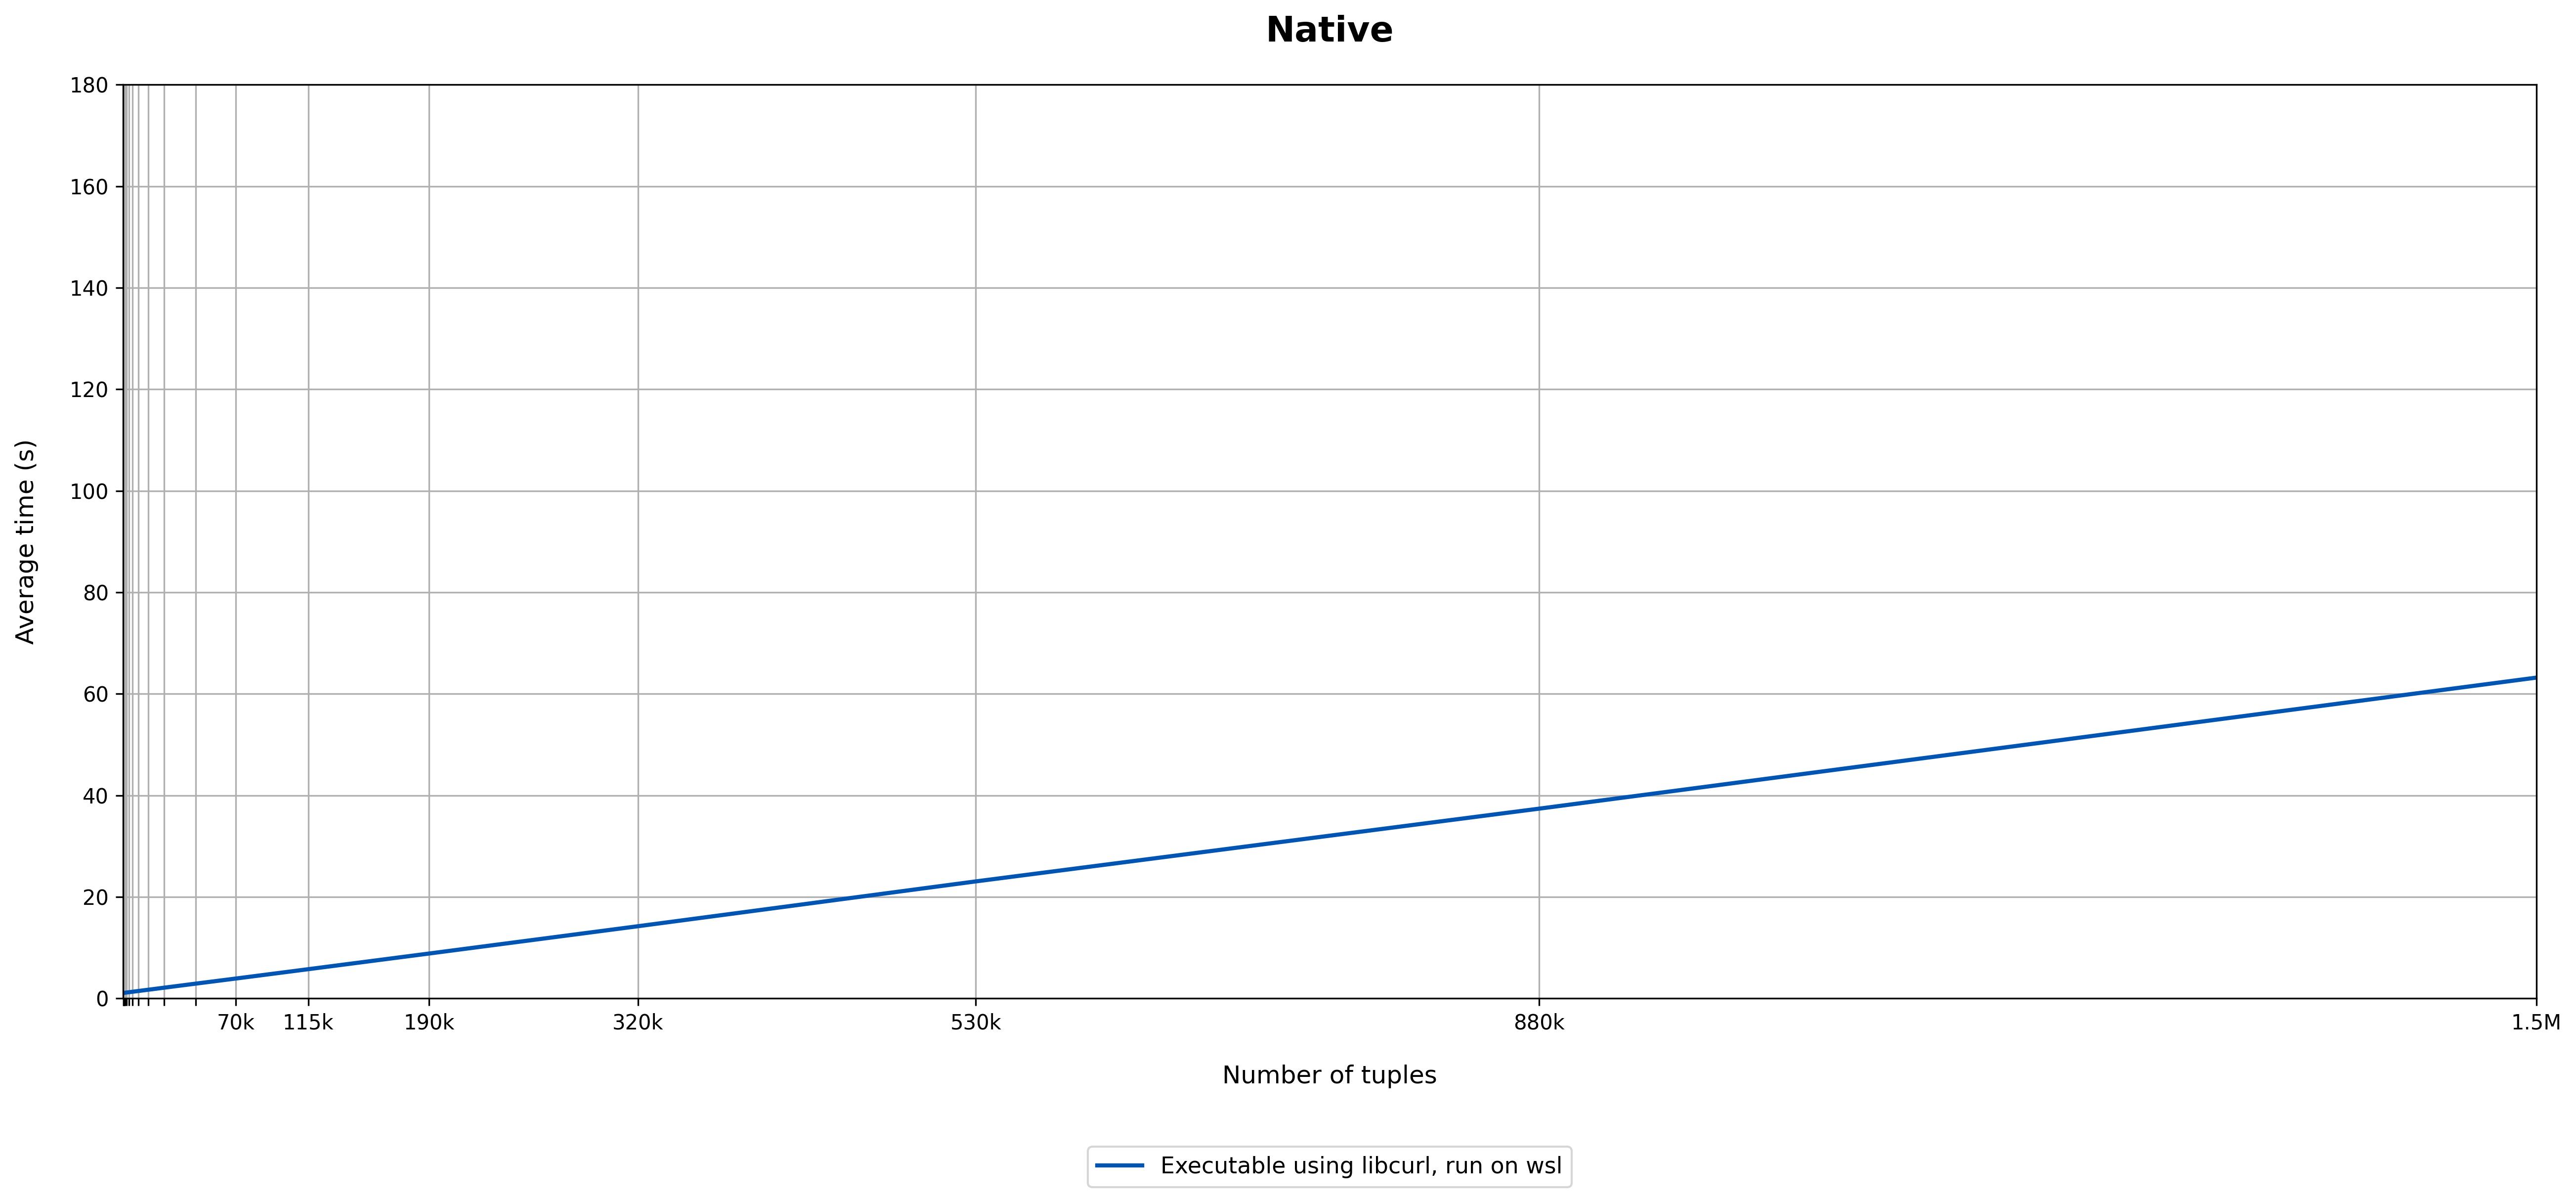 Native
180
160
140
120
100
80
60
40
20
0
Average time (s)
70k 115k 190k 320k 530k 880k 1.5M
Number of tuples
Executable using libcurl, run on wsl